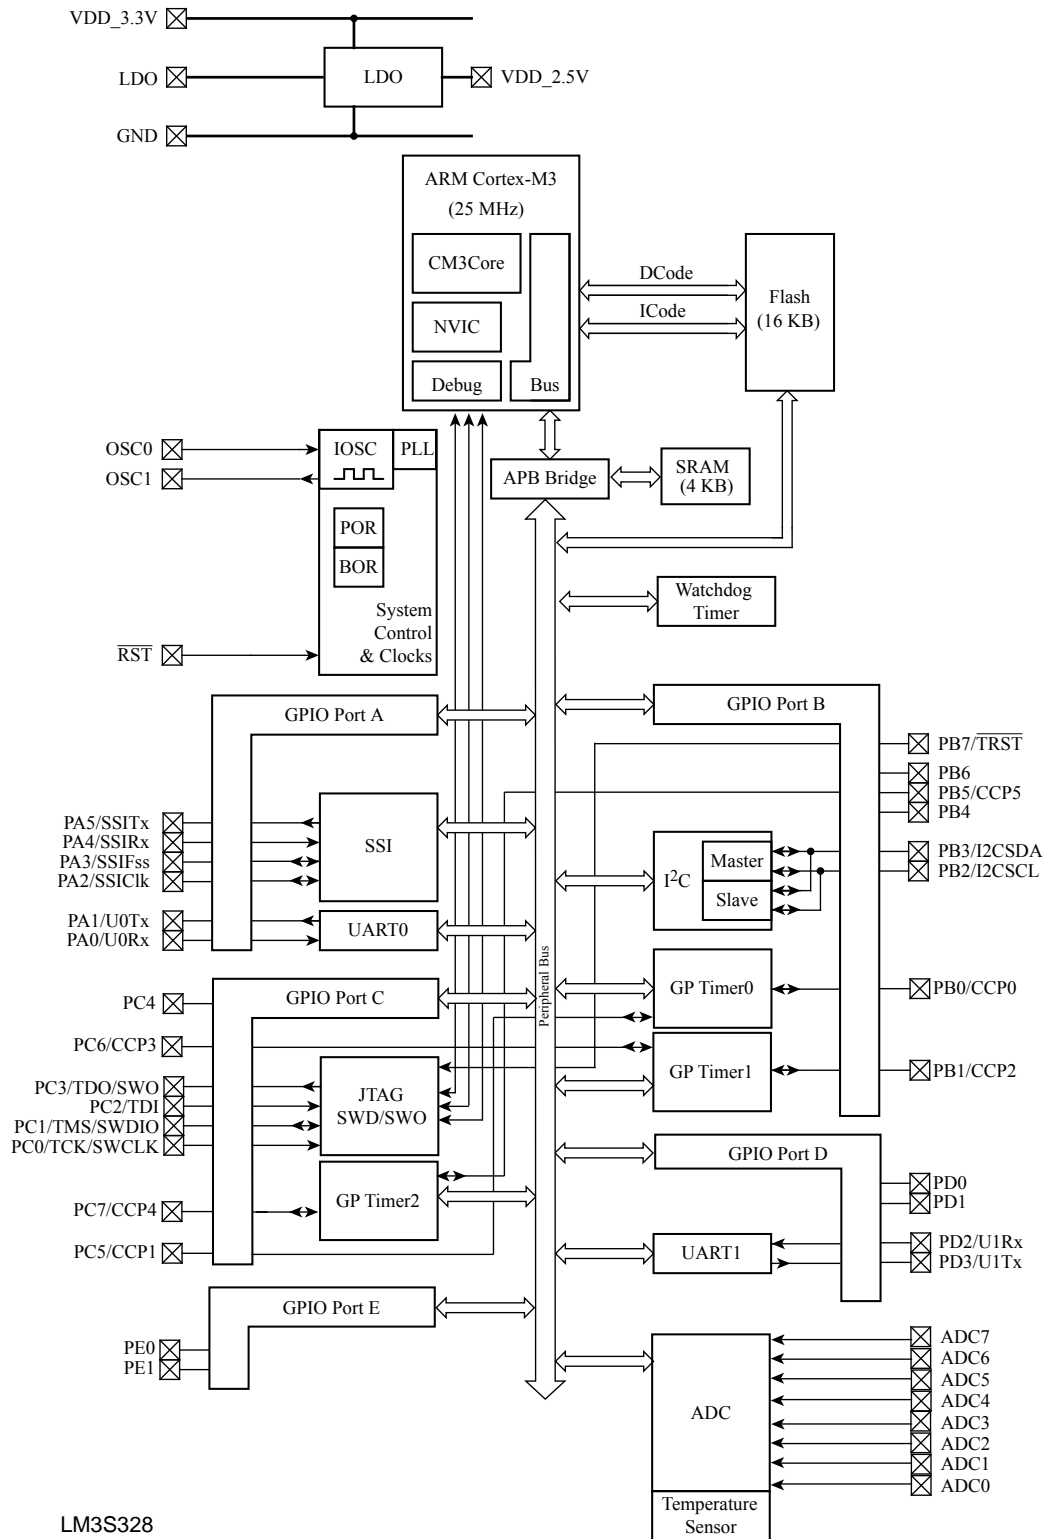 VDD_3.3V
LDO
LDO
VDD_2.5V
GND
ARM Cortex-M3
(25 MHz)
CM3Core
NVIC
Debug
Bus
DCode
ICode
Flash
(16 KB)
OSC0
OSC1
IOSC
PLL
POR
BOR
System
Control
& Clocks
RST
APB Bridge
SRAM
(4 KB)
Watchdog
Timer
GPIO Port A
GPIO Port B
PB7/TRST
PB6
PB5/CCP5
PB4
PA5/SSITx
PA4/SSIRx
PA3/SSIFss
PA2/SSIClk
SSI
I²C
Master
Slave
PB3/I2CSDA
PB2/I2CSCL
PA1/U0Tx
PA0/U0Rx
UART0
Peripheral Bus
GPIO Port C
PC4
GP Timer0
PB0/CCP0
PC6/CCP3
GP Timer1
PB1/CCP2
PC3/TDO/SWO
PC2/TDI
PC1/TMS/SWDIO
PC0/TCK/SWCLK
JTAG
SWD/SWO
GPIO Port D
PD0
PD1
GP Timer2
PC7/CCP4
PC5/CCP1
UART1
PD2/U1Rx
PD3/U1Tx
GPIO Port E
PE0
PE1
ADC
ADC7
ADC6
ADC5
ADC4
ADC3
ADC2
ADC1
ADC0
Temperature
Sensor
LM3S328